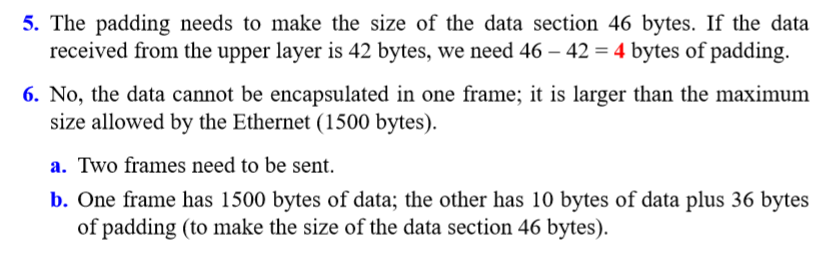 5. The padding needs to make the size of the data section 46 bytes. If the data
received from the upper layer is 42 bytes, we need 46 – 42 = 4 bytes of padding.
6. No, the data cannot be encapsulated in one frame; it is larger than the maximum
size allowed by the Ethernet (1500 bytes).
a. Two frames need to be sent.
b. One frame has 1500 bytes of data; the other has 10 bytes of data plus 36 bytes
of padding (to make the size of the data section 46 bytes).